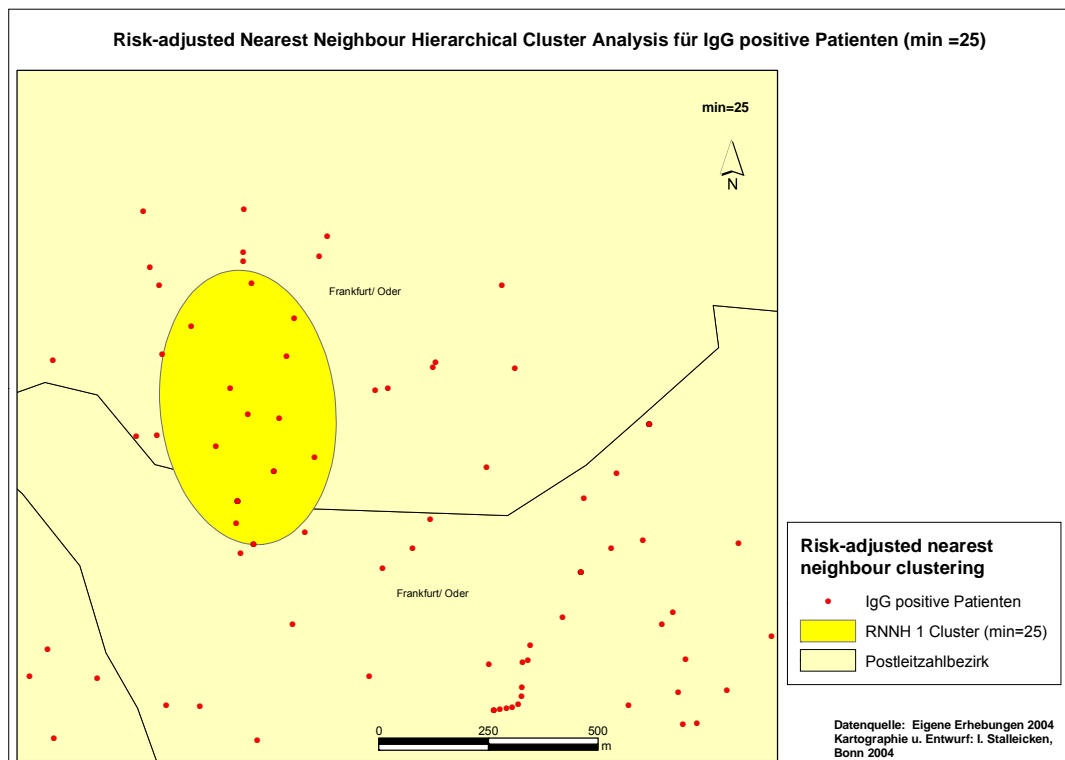 Risk-adjusted Nearest Neighbour Hierarchical Cluster Analysis für IgG positive Patienten (min =25)
min=25
N
Frankfurt/ Oder
Frankfurt/ Oder
0 250 500
m
Risk-adjusted nearest
neighbour clustering
IgG positive Patienten
RNNH 1 Cluster (min=25)
Postleitzahlbezirk
Datenquelle: Eigene Erhebungen 2004
Kartographie u. Entwurf: I. Stalleicken,
Bonn 2004